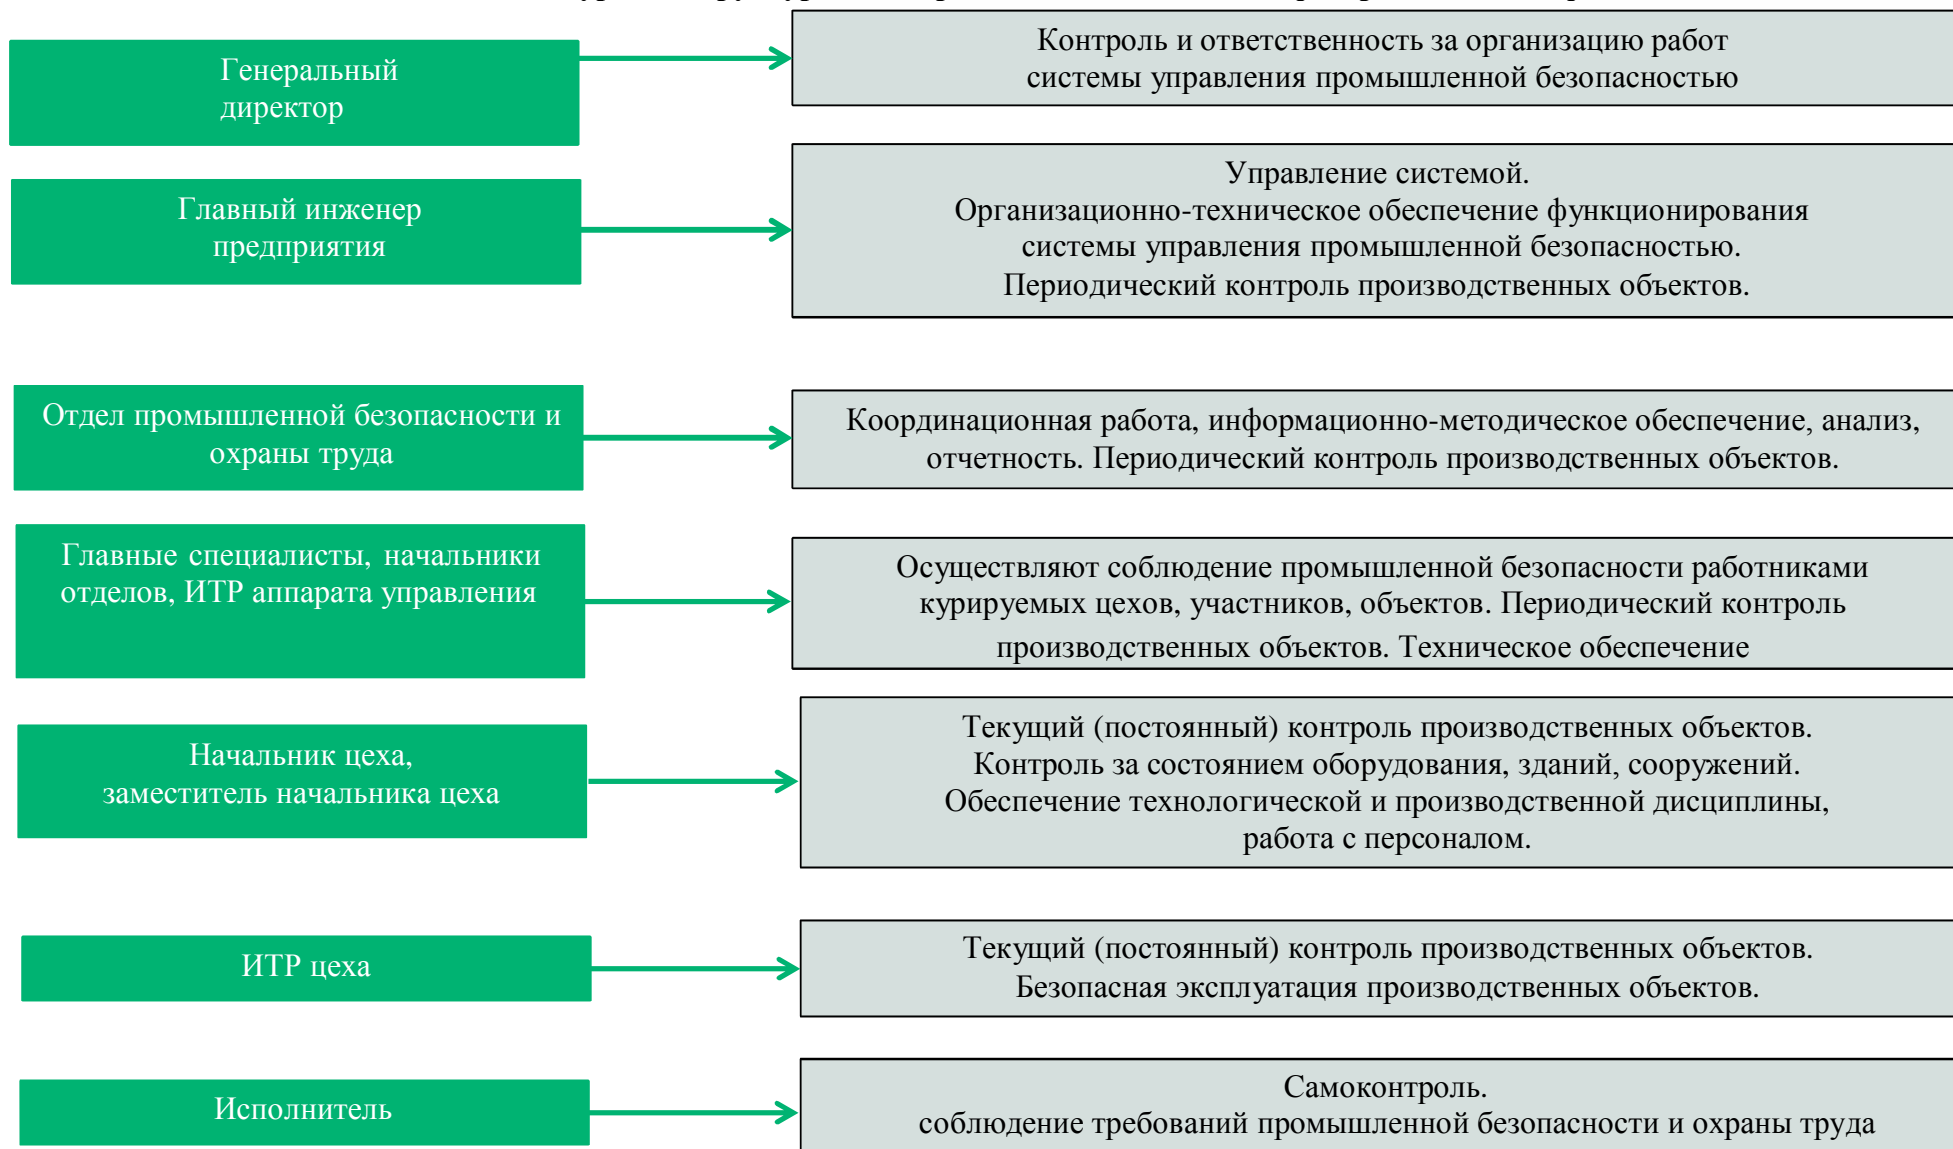 Генеральный
директор
Контроль и ответственность за организацию работ
системы управления промышленной безопасностью
Главный инженер
предприятия
Управление системой.
Организационно-техническое обеспечение функционирования
системы управления промышленной безопасностью.
Периодический контроль производственных объектов.
Отдел промышленной безопасности и
охраны труда
Координационная работа, информационно-методическое обеспечение, анализ,
отчетность. Периодический контроль производственных объектов.
Главные специалисты, начальники
отделов, ИТР аппарата управления
Осуществляют соблюдение промышленной безопасности работниками
курируемых цехов, участников, объектов. Периодический контроль
производственных объектов. Техническое обеспечение
Начальник цеха,
заместитель начальника цеха
Текущий (постоянный) контроль производственных объектов.
Контроль за состоянием оборудования, зданий, сооружений.
Обеспечение технологической и производственной дисциплины,
работа с персоналом.
ИТР цеха
Текущий (постоянный) контроль производственных объектов.
Безопасная эксплуатация производственных объектов.
Исполнитель
Самоконтроль.
соблюдение требований промышленной безопасности и охраны труда